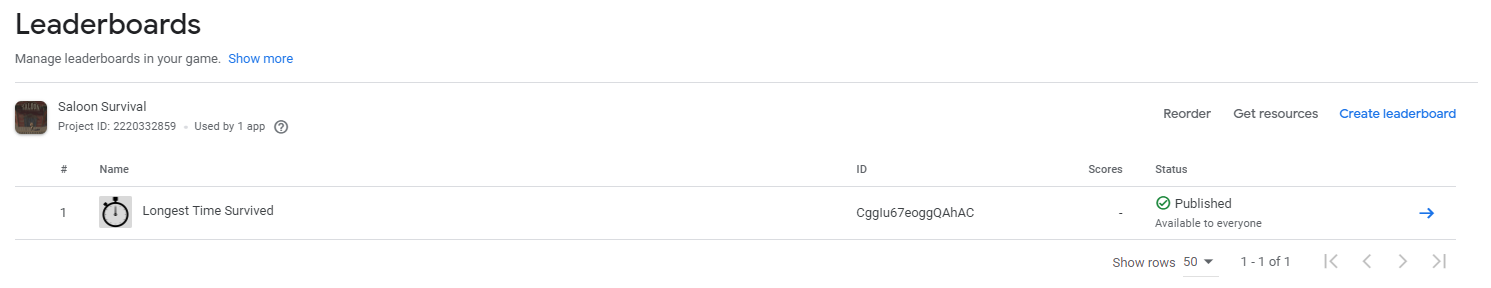 Leaderboards
Manage leaderboards in your game. Show more
Saloon Survival
Project ID: 2220332859 • Used by 1 app
Reorder Get resources Create leaderboard
# Name ID Scores Status
1 Longest Time Survived CggIu67eoggQAhAC - Published
Available to everyone
Show rows 50 1 - 1 of 1